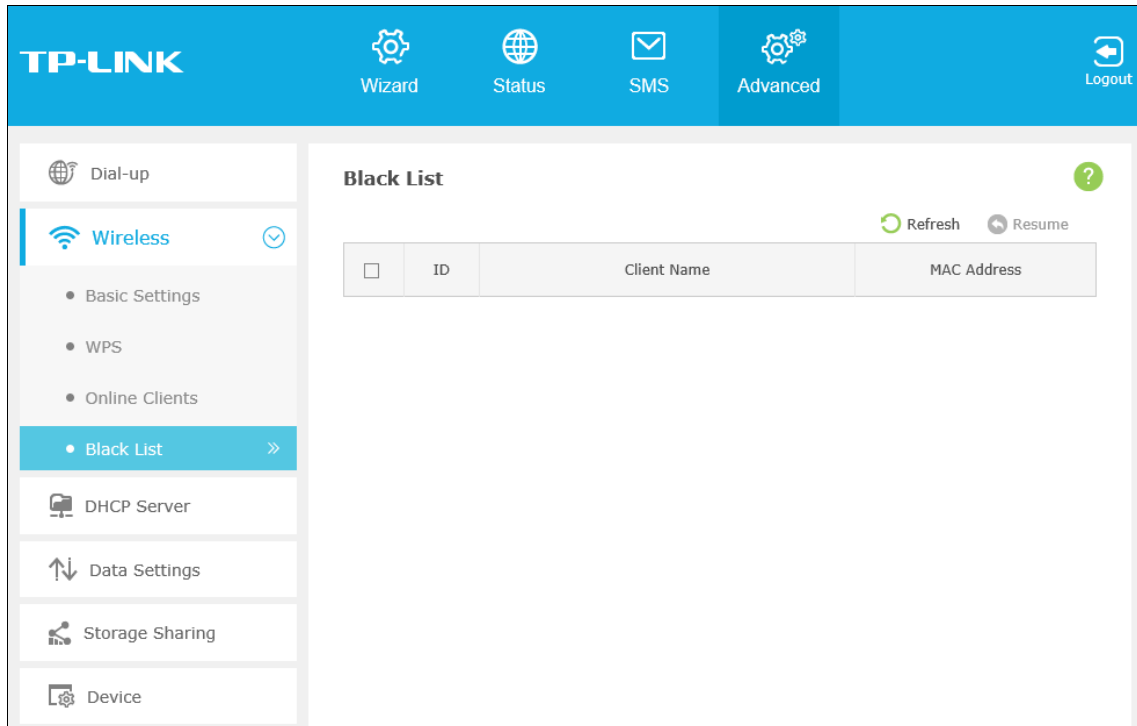 TP-LINK
Wizard
Status
SMS
Advanced
Logout
Dial-up
Wireless
Basic Settings
WPS
Online Clients
Black List
DHCP Server
Data Settings
Storage Sharing
Device
Black List
?
Refresh Resume
ID Client Name MAC Address